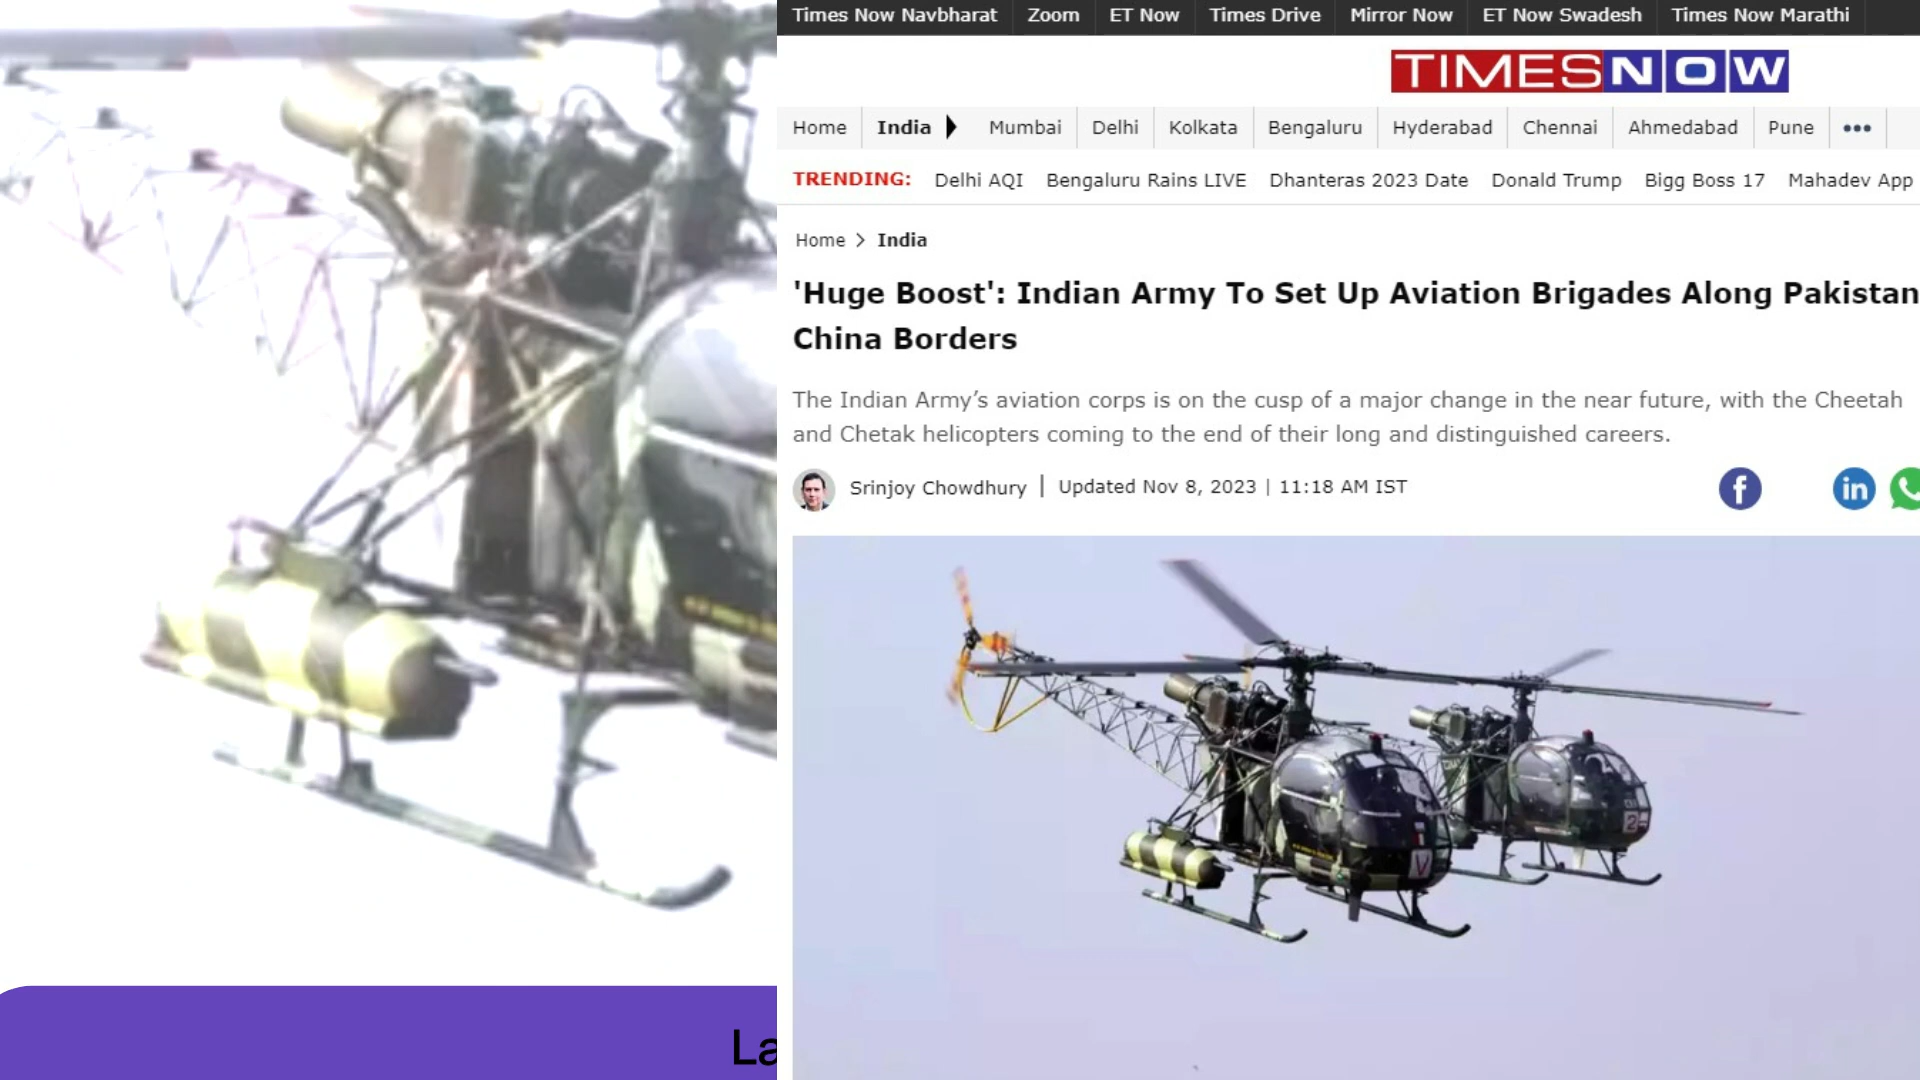 Times Now Navbharat Zoom ET Now Times Drive Mirror Now ET Now Swadesh Times Now Marathi
TIMES NOW
Home India Mumbai Delhi Kolkata Bengaluru Hyderabad Chennai Ahmedabad Pune •••
TRENDING: Delhi AQI Bengaluru Rains LIVE Dhanteras 2023 Date Donald Trump Bigg Boss 17 Mahadev App
Home > India
'Huge Boost': Indian Army To Set Up Aviation Brigades Along Pakistan
China Borders
The Indian Army’s aviation corps is on the cusp of a major change in the near future, with the Cheetah
and Chetak helicopters coming to the end of their long and distinguished careers.
Srinjoy Chowdhury | Updated Nov 8, 2023 | 11:18 AM IST
f in
2
V
La